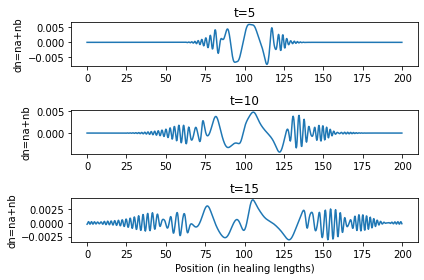 t=5
dn=na+nb
0.005
0.000
−0.005
0 25 50 75 100 125 150 175 200
t=10
dn=na+nb
0.005
0.000
0 25 50 75 100 125 150 175 200
t=15
dn=na+nb
0.0025
0.0000
−0.0025
0 25 50 75 100 125 150 175 200
Position (in healing lengths)